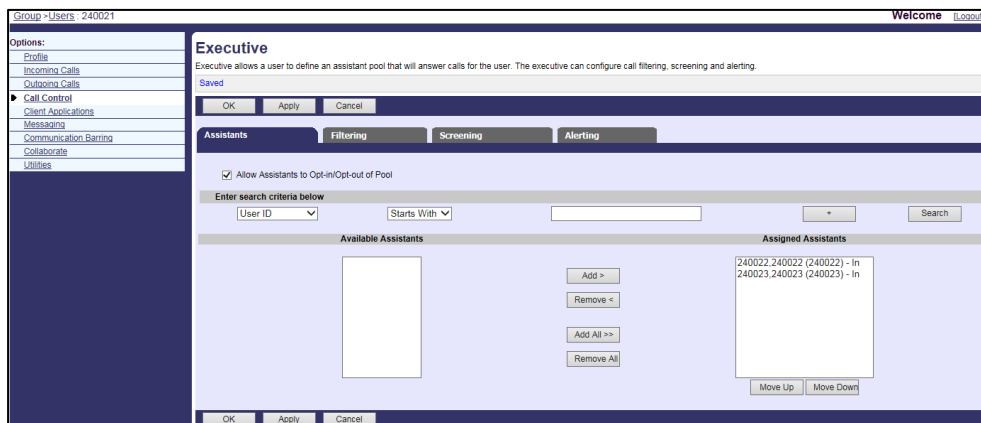 Group >Users : 240021
Welcome [Logout
Options:
Profile
Incoming Calls
Outgoing Calls
Call Control
Client Applications
Messaging
Communication Barring
Collaborate
Utilities
Executive
Executive allows a user to define an assistant pool that will answer calls for the user. The executive can configure call filtering, screening and alerting.
Saved
OK Apply Cancel
Assistants Filtering Screening Alerting
Allow Assistants to Opt-in/Opt-out of Pool
Enter search criteria below
User ID Starts With + Search
Available Assistants Assigned Assistants
240022,240022 (240022) - In
240023,240023 (240023) - In
Add >
Remove <
Add All >>
Remove All
Move Up Move Down
OK Apply Cancel